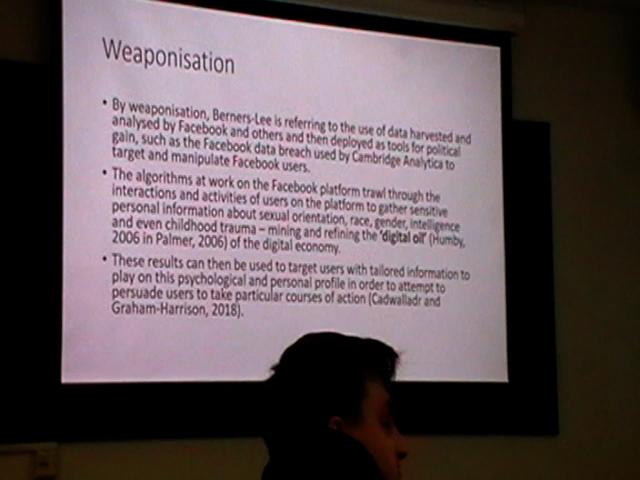 Weaponisation
• By weaponisation, Berners-Lee is referring to the use of data harvested and
analysed by Facebook and others and then deployed as tools for political
gain, such as the Facebook data breach used by Cambridge Analytica to
target and manipulate Facebook users.
• The algorithms at work on the Facebook platform trawl through the
interactions and activities of users on the platform to gather sensitive
personal information about sexual orientation, race, gender, intelligence
and even childhood trauma – mining and refining the 'digital oil' (Humby,
2006 in Palmer, 2006) of the digital economy.
• These results can then be used to target users with tailored information to
play on this psychological and personal profile in order to attempt to
persuade users to take particular courses of action (Cadwalladr and
Graham-Harrison, 2018).